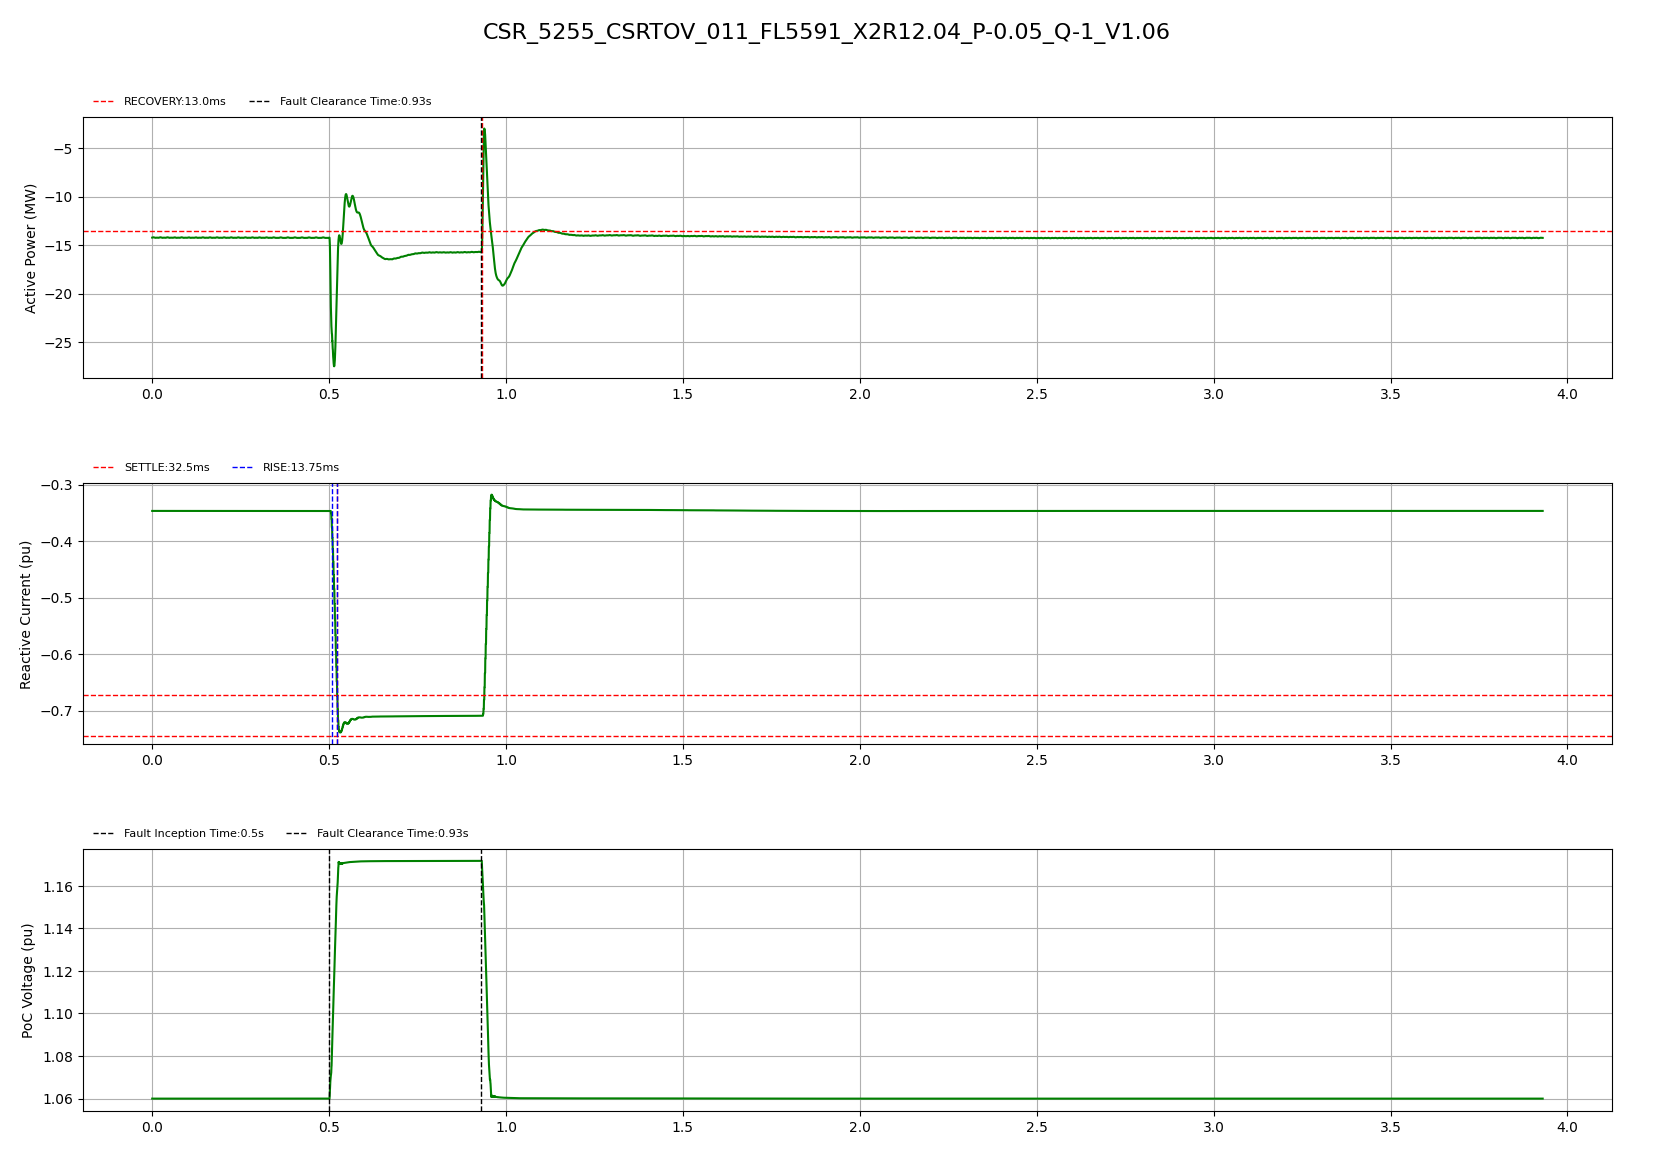 CSR_5255_CSRTOV_011_FL5591_X2R12.04_P-0.05_Q-1_V1.06
RECOVERY:13.0ms Fault Clearance Time:0.93s
Active Power (MW)
−5
−10
−15
−20
−25
0.0 0.5 1.0 1.5 2.0 2.5 3.0 3.5 4.0
SETTLE:32.5ms RISE:13.75ms
Reactive Current (pu)
−0.3
−0.4
−0.5
−0.6
−0.7
0.0 0.5 1.0 1.5 2.0 2.5 3.0 3.5 4.0
Fault Inception Time:0.5s Fault Clearance Time:0.93s
PoC Voltage (pu)
1.16
1.14
1.12
1.10
1.08
1.06
0.0 0.5 1.0 1.5 2.0 2.5 3.0 3.5 4.0